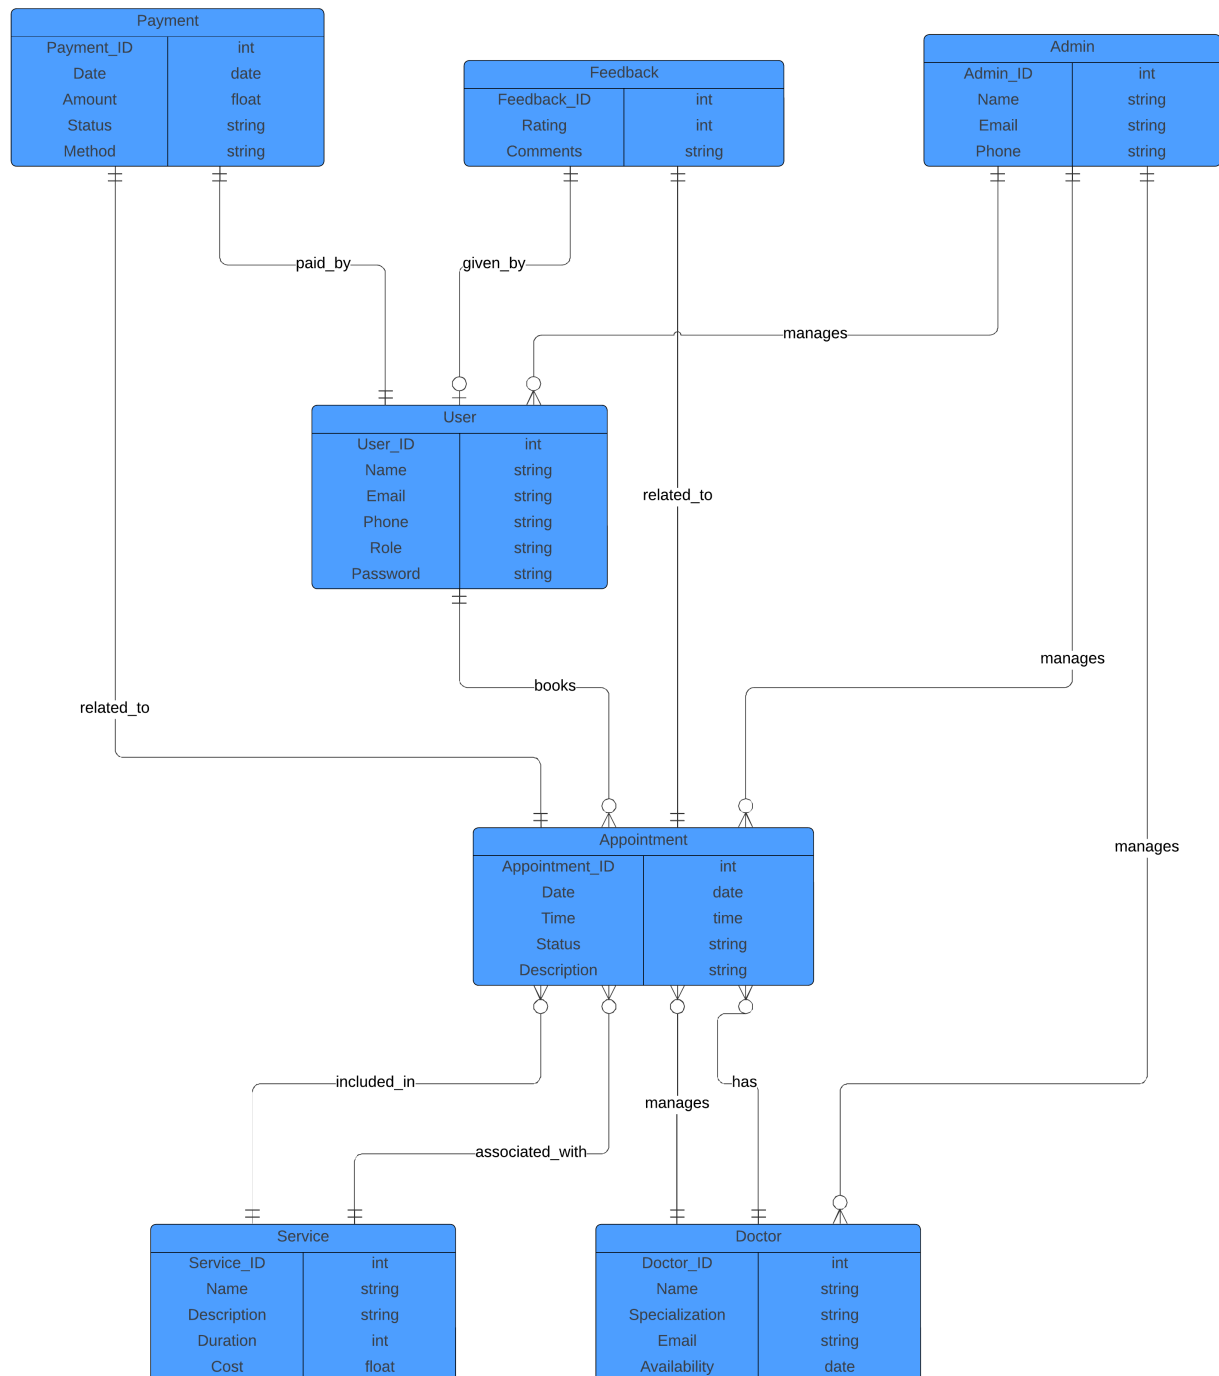 Payment
Payment_ID int
Date date
Amount float
Status string
Method string
Feedback
Feedback_ID int
Rating int
Comments string
Admin
Admin_ID int
Name string
Email string
Phone string
paid_by
given_by
manages
User
User_ID int
Name string
Email string
Phone string
Role string
Password string
related_to
manages
books
related_to
Appointment
Appointment_ID int
Date date
Time time
Status string
Description string
manages
included_in
has
manages
associated_with
Service
Service_ID int
Name string
Description string
Duration int
Cost float
Doctor
Doctor_ID int
Name string
Specialization string
Email string
Availability date